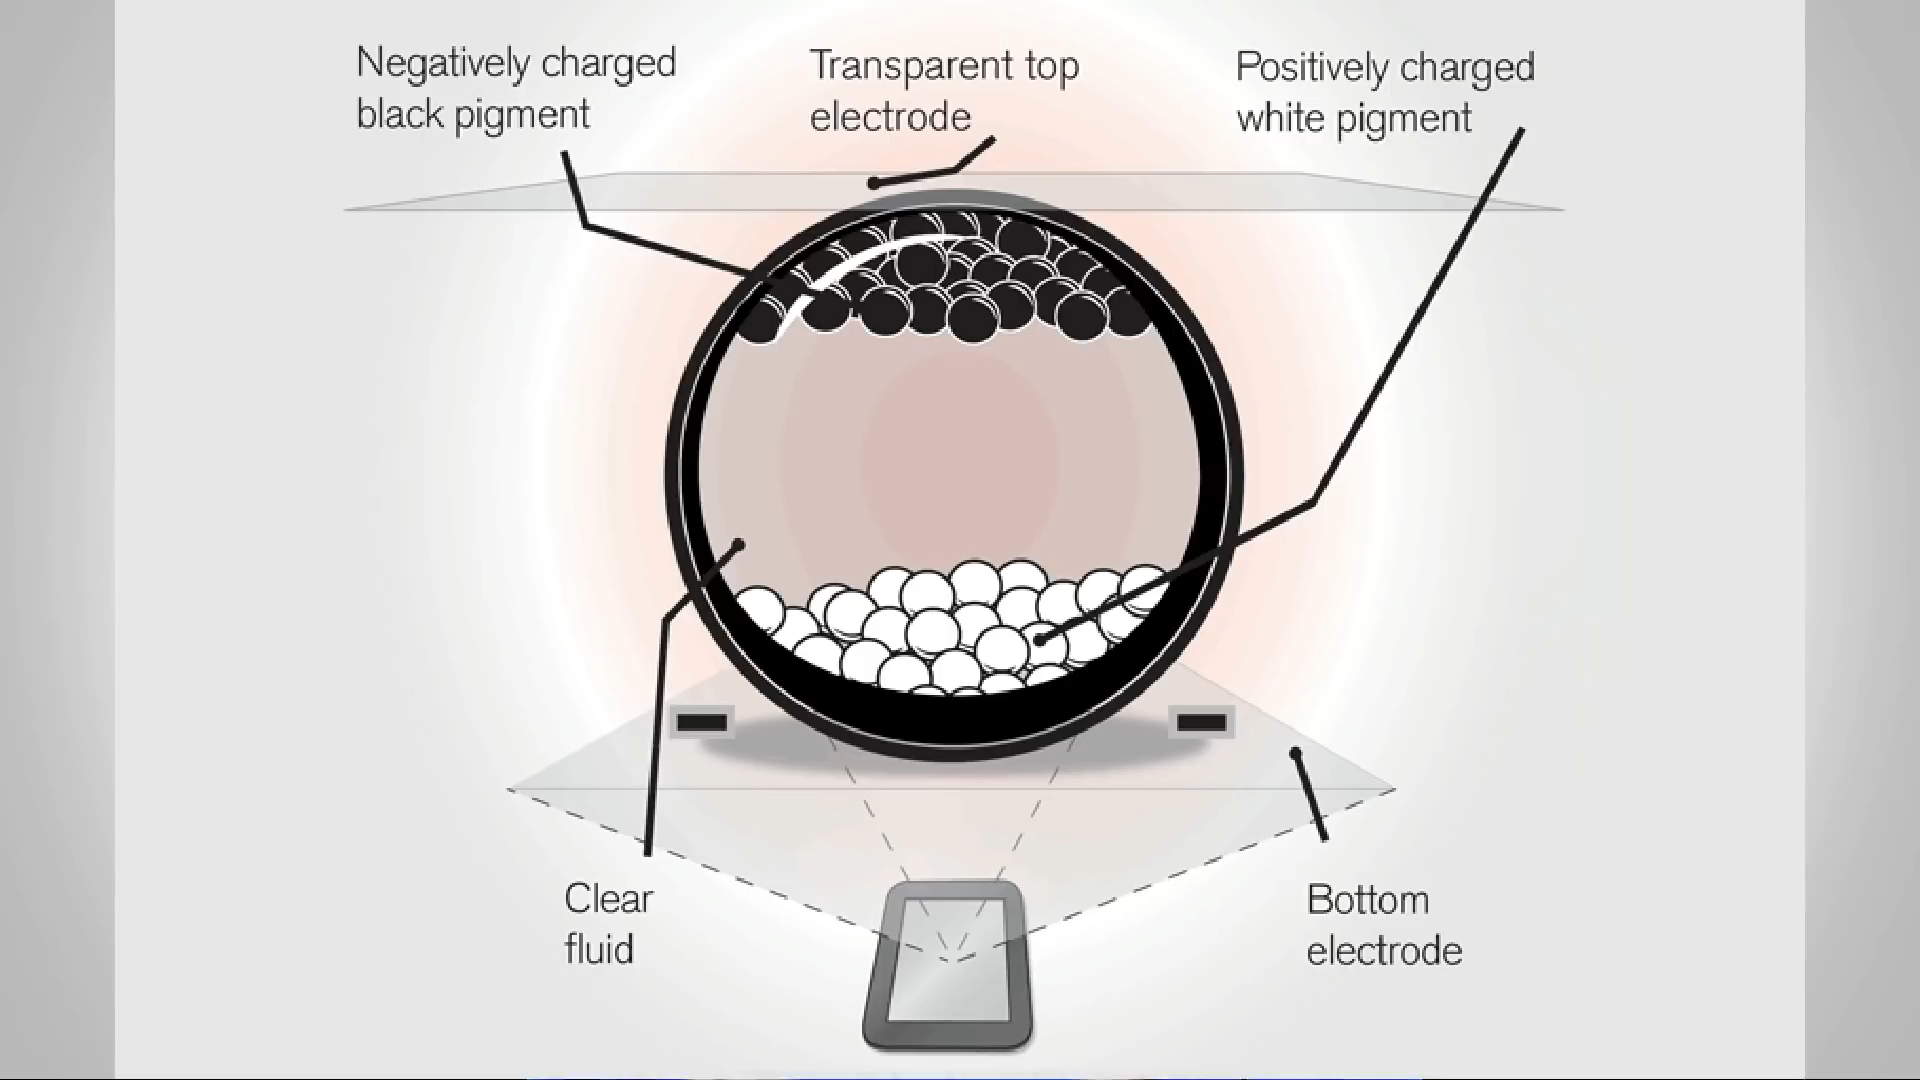 Negatively charged
black pigment
Transparent top
electrode
Positively charged
white pigment
Clear
fluid
Bottom
electrode